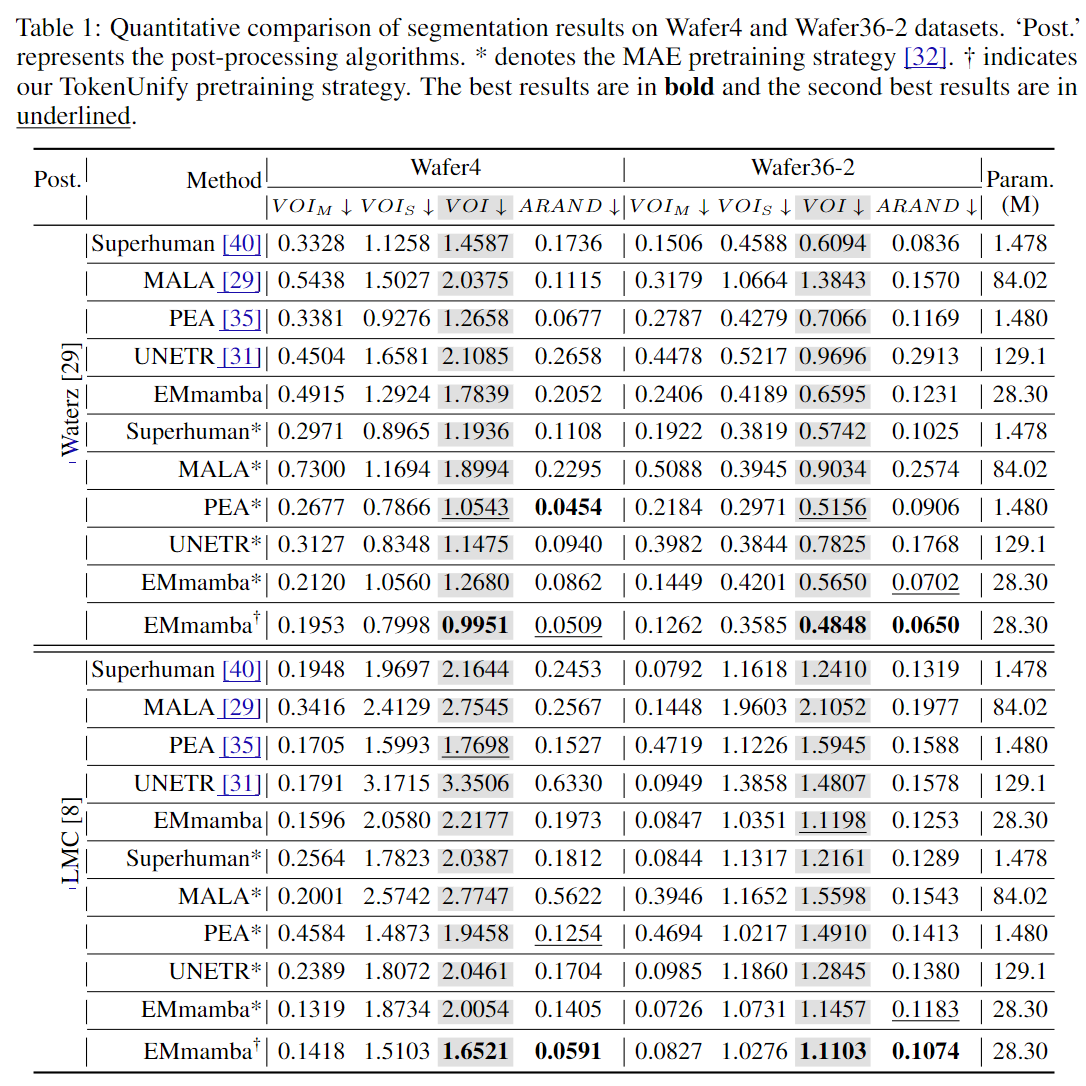 Table 1: Quantitative comparison of segmentation results on Wafer4 and Wafer36-2 datasets. ‘Post.’
represents the post-processing algorithms. * denotes the MAE pretraining strategy [32]. † indicates
our TokenUnify pretraining strategy. The best results are in bold and the second best results are in
underlined.
Post. Method Wafer4 Wafer36-2 Param. (M)
VOI_M ↓ VOI_S ↓ VOI ↓ ARAND ↓ VOI_M ↓ VOI_S ↓ VOI ↓ ARAND ↓
Waterz [29]
Superhuman [40] 0.3328 1.1258 1.4587 0.1736 0.1506 0.4588 0.6094 0.0836 1.478
MALA [29] 0.5438 1.5027 2.0375 0.1115 0.3179 1.0664 1.3843 0.1570 84.02
PEA [35] 0.3381 0.9276 1.2658 0.0677 0.2787 0.4279 0.7066 0.1169 1.480
UNETR [31] 0.4504 1.6581 2.1085 0.2658 0.4478 0.5217 0.9696 0.2913 129.1
EMmamba 0.4915 1.2924 1.7839 0.2052 0.2406 0.4189 0.6595 0.1231 28.30
Superhuman* 0.2971 0.8965 1.1936 0.1108 0.1922 0.3819 0.5742 0.1025 1.478
MALA* 0.7300 1.1694 1.8994 0.2295 0.5088 0.3945 0.9034 0.2574 84.02
PEA* 0.2677 0.7866 1.0543 0.0454 0.2184 0.2971 0.5156 0.0906 1.480
UNETR* 0.3127 0.8348 1.1475 0.0940 0.3982 0.3844 0.7825 0.1768 129.1
EMmamba* 0.2120 1.0560 1.2680 0.0862 0.1449 0.4201 0.5650 0.0702 28.30
EMmamba† 0.1953 0.7998 0.9951 0.0509 0.1262 0.3585 0.4848 0.0650 28.30
LMC [8]
Superhuman [40] 0.1948 1.9697 2.1644 0.2453 0.0792 1.1618 1.2410 0.1319 1.478
MALA [29] 0.3416 2.4129 2.7545 0.2567 0.1448 1.9603 2.1052 0.1977 84.02
PEA [35] 0.1705 1.5993 1.7698 0.1527 0.4719 1.1226 1.5945 0.1588 1.480
UNETR [31] 0.1791 3.1715 3.3506 0.6330 0.0949 1.3858 1.4807 0.1578 129.1
EMmamba 0.1596 2.0580 2.2177 0.1973 0.0847 1.0351 1.1198 0.1253 28.30
Superhuman* 0.2564 1.7823 2.0387 0.1812 0.0844 1.1317 1.2161 0.1289 1.478
MALA* 0.2001 2.5742 2.7747 0.5622 0.3946 1.1652 1.5598 0.1543 84.02
PEA* 0.4584 1.4873 1.9458 0.1254 0.4694 1.0217 1.4910 0.1413 1.480
UNETR* 0.2389 1.8072 2.0461 0.1704 0.0985 1.1860 1.2845 0.1380 129.1
EMmamba* 0.1319 1.8734 2.0054 0.1405 0.0726 1.0731 1.1457 0.1183 28.30
EMmamba† 0.1418 1.5103 1.6521 0.0591 0.0827 1.0276 1.1103 0.1074 28.30